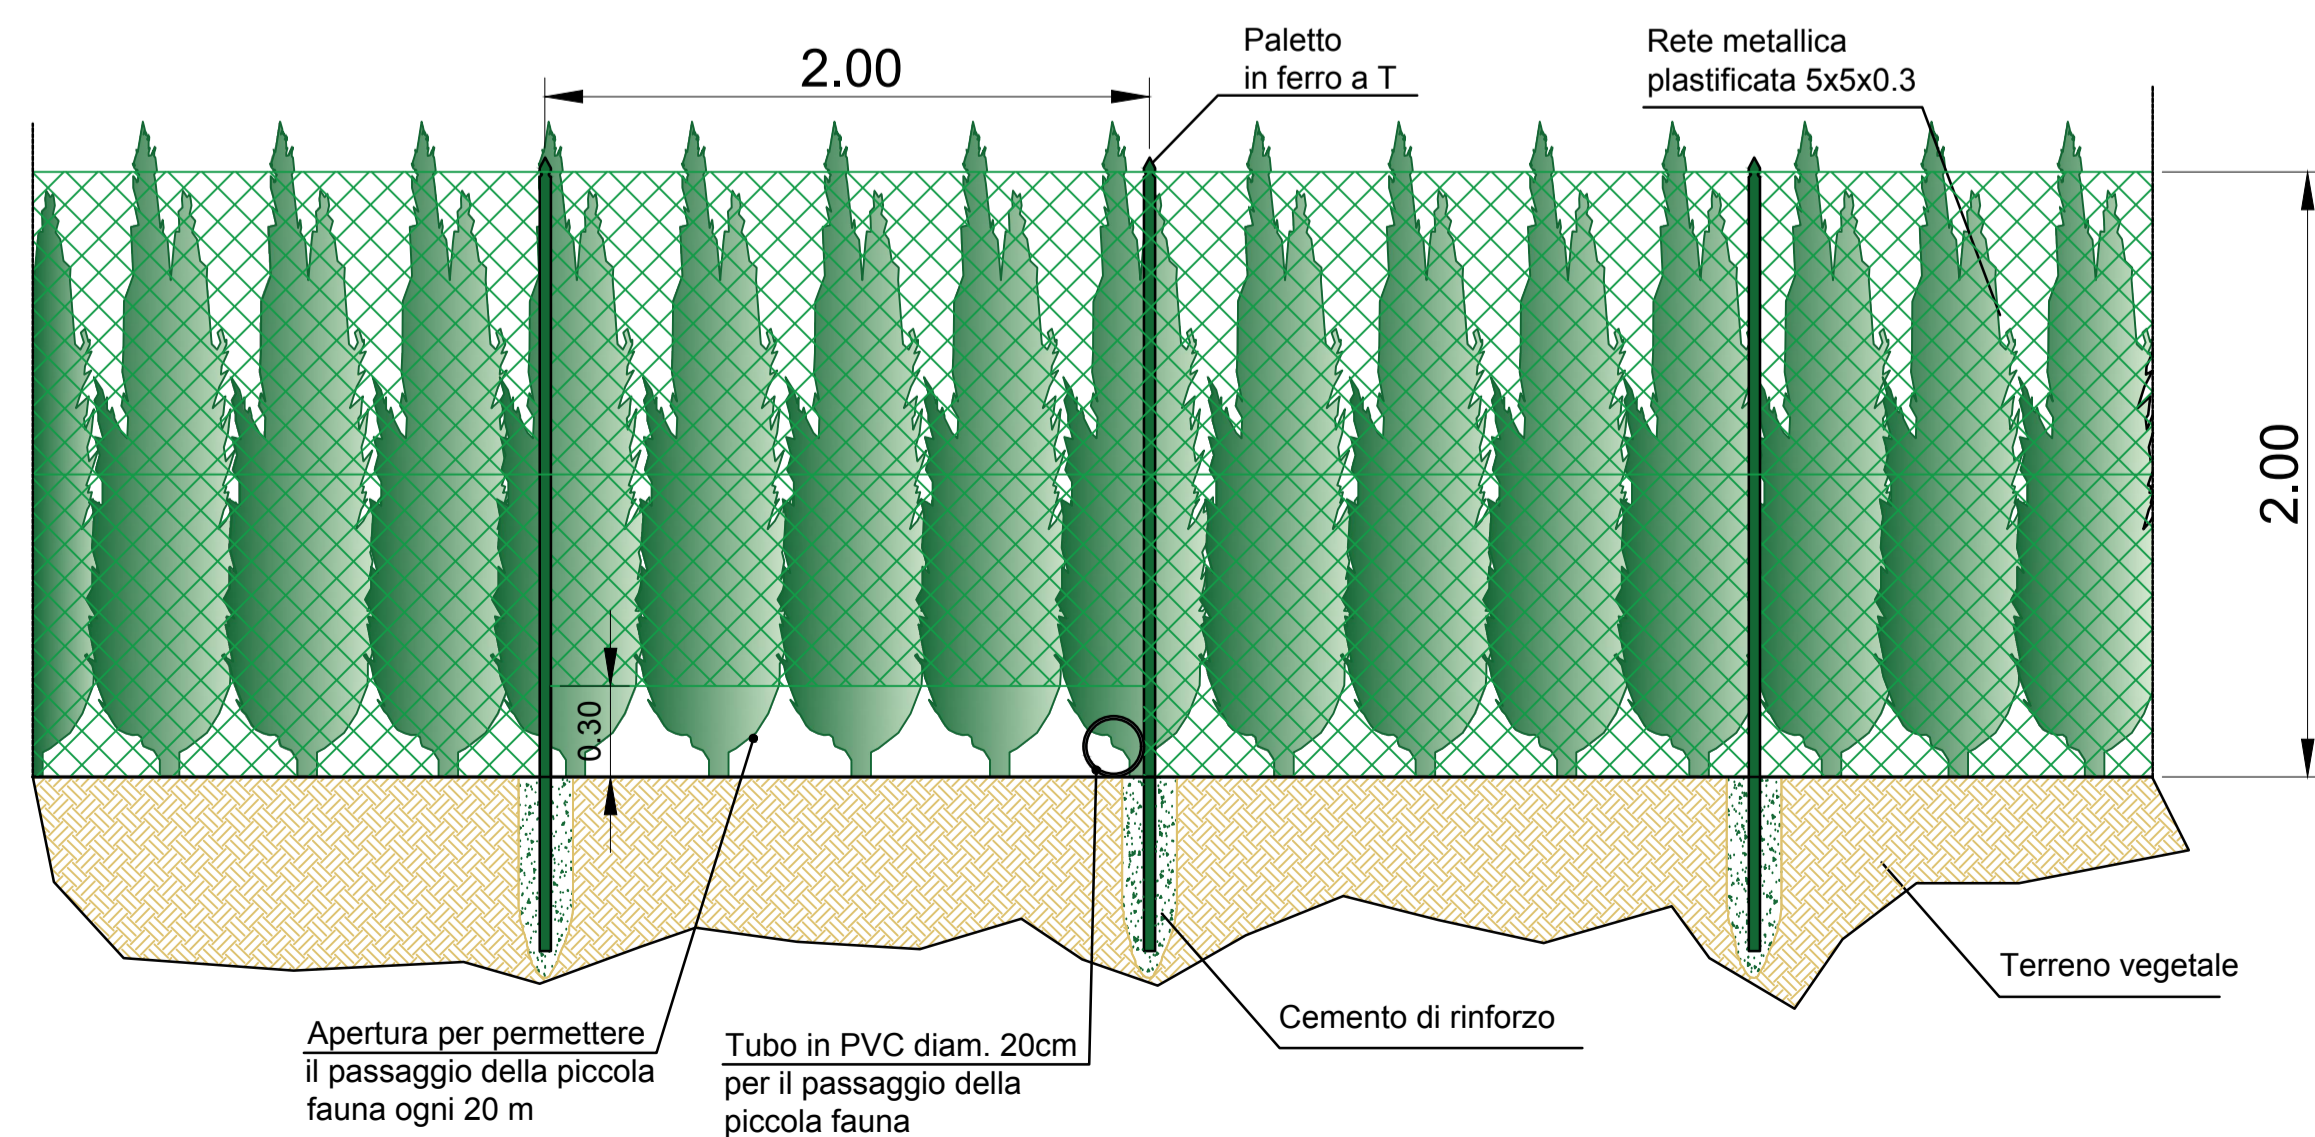 2.00
Paletto
in ferro a T
Rete metallica
plastificata 5x5x0.3
2.00
0.30
Terreno vegetale
Cemento di rinforzo
Apertura per permettere
il passaggio della piccola
fauna ogni 20 m
Tubo in PVC diam. 20cm
per il passaggio della
piccola fauna